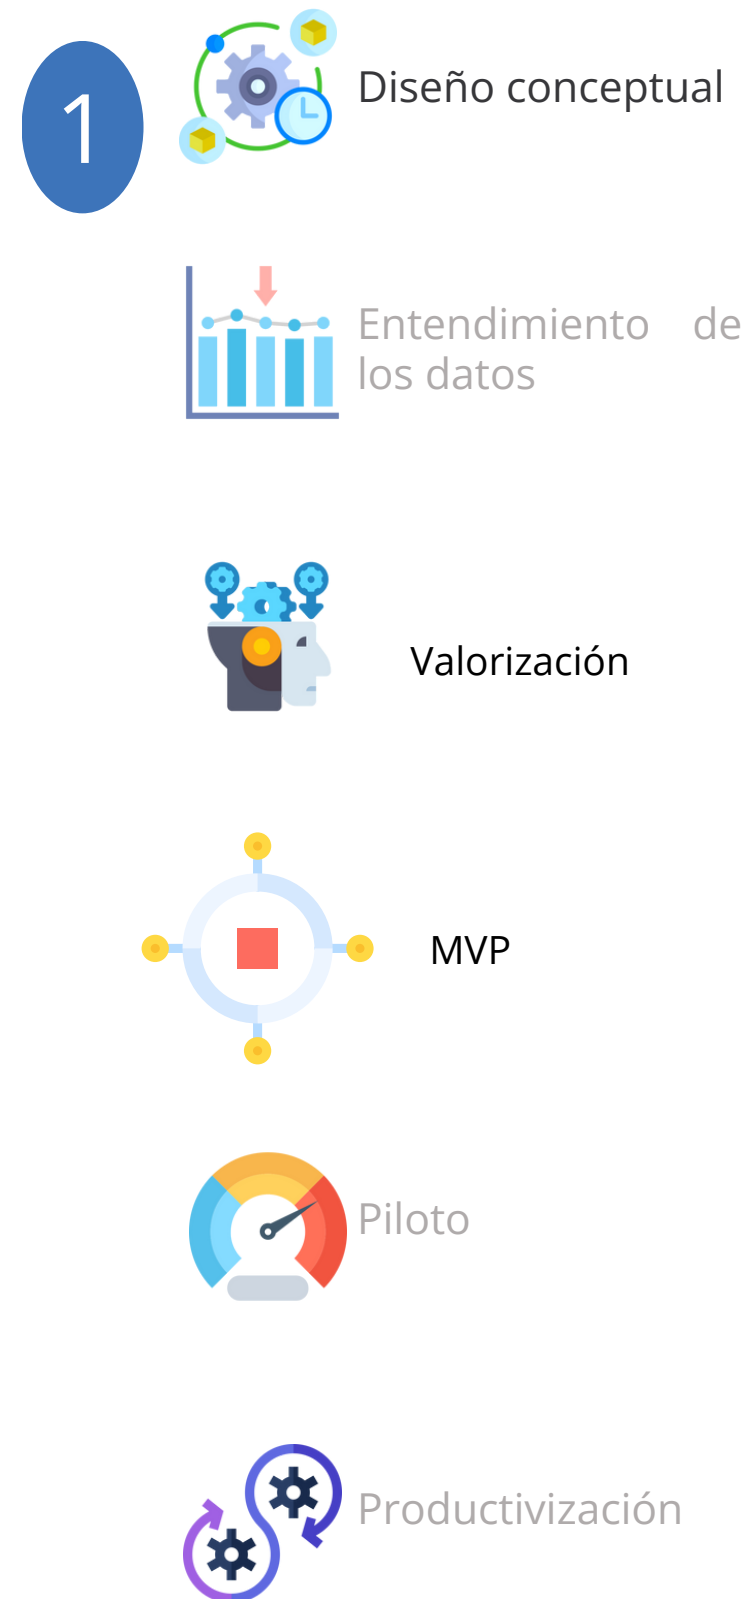 1
Diseño conceptual
Entendimiento de
los datos
Valorización
MVP
Piloto
Productivización